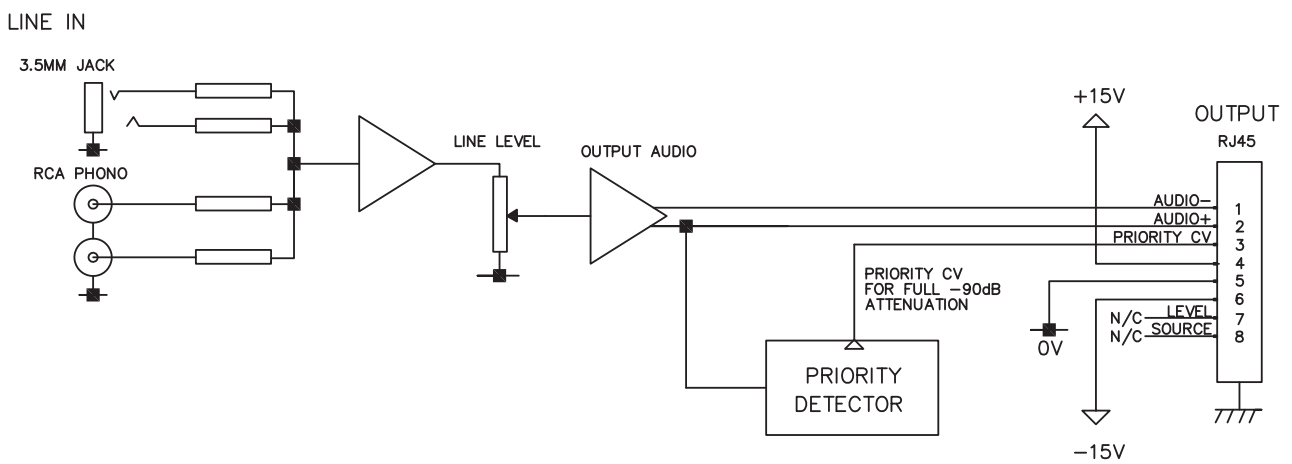 LINE IN
3.5MM JACK
RCA PHONO
LINE LEVEL
OUTPUT AUDIO
PRIORITY CV
FOR FULL -90dB
ATTENUATION
PRIORITY
DETECTOR
+15V
0V
-15V
OUTPUT
RJ45
AUDIO- 1
AUDIO+ 2
PRIORITY CV 3
4
5
6
N/C LEVEL 7
N/C SOURCE 8